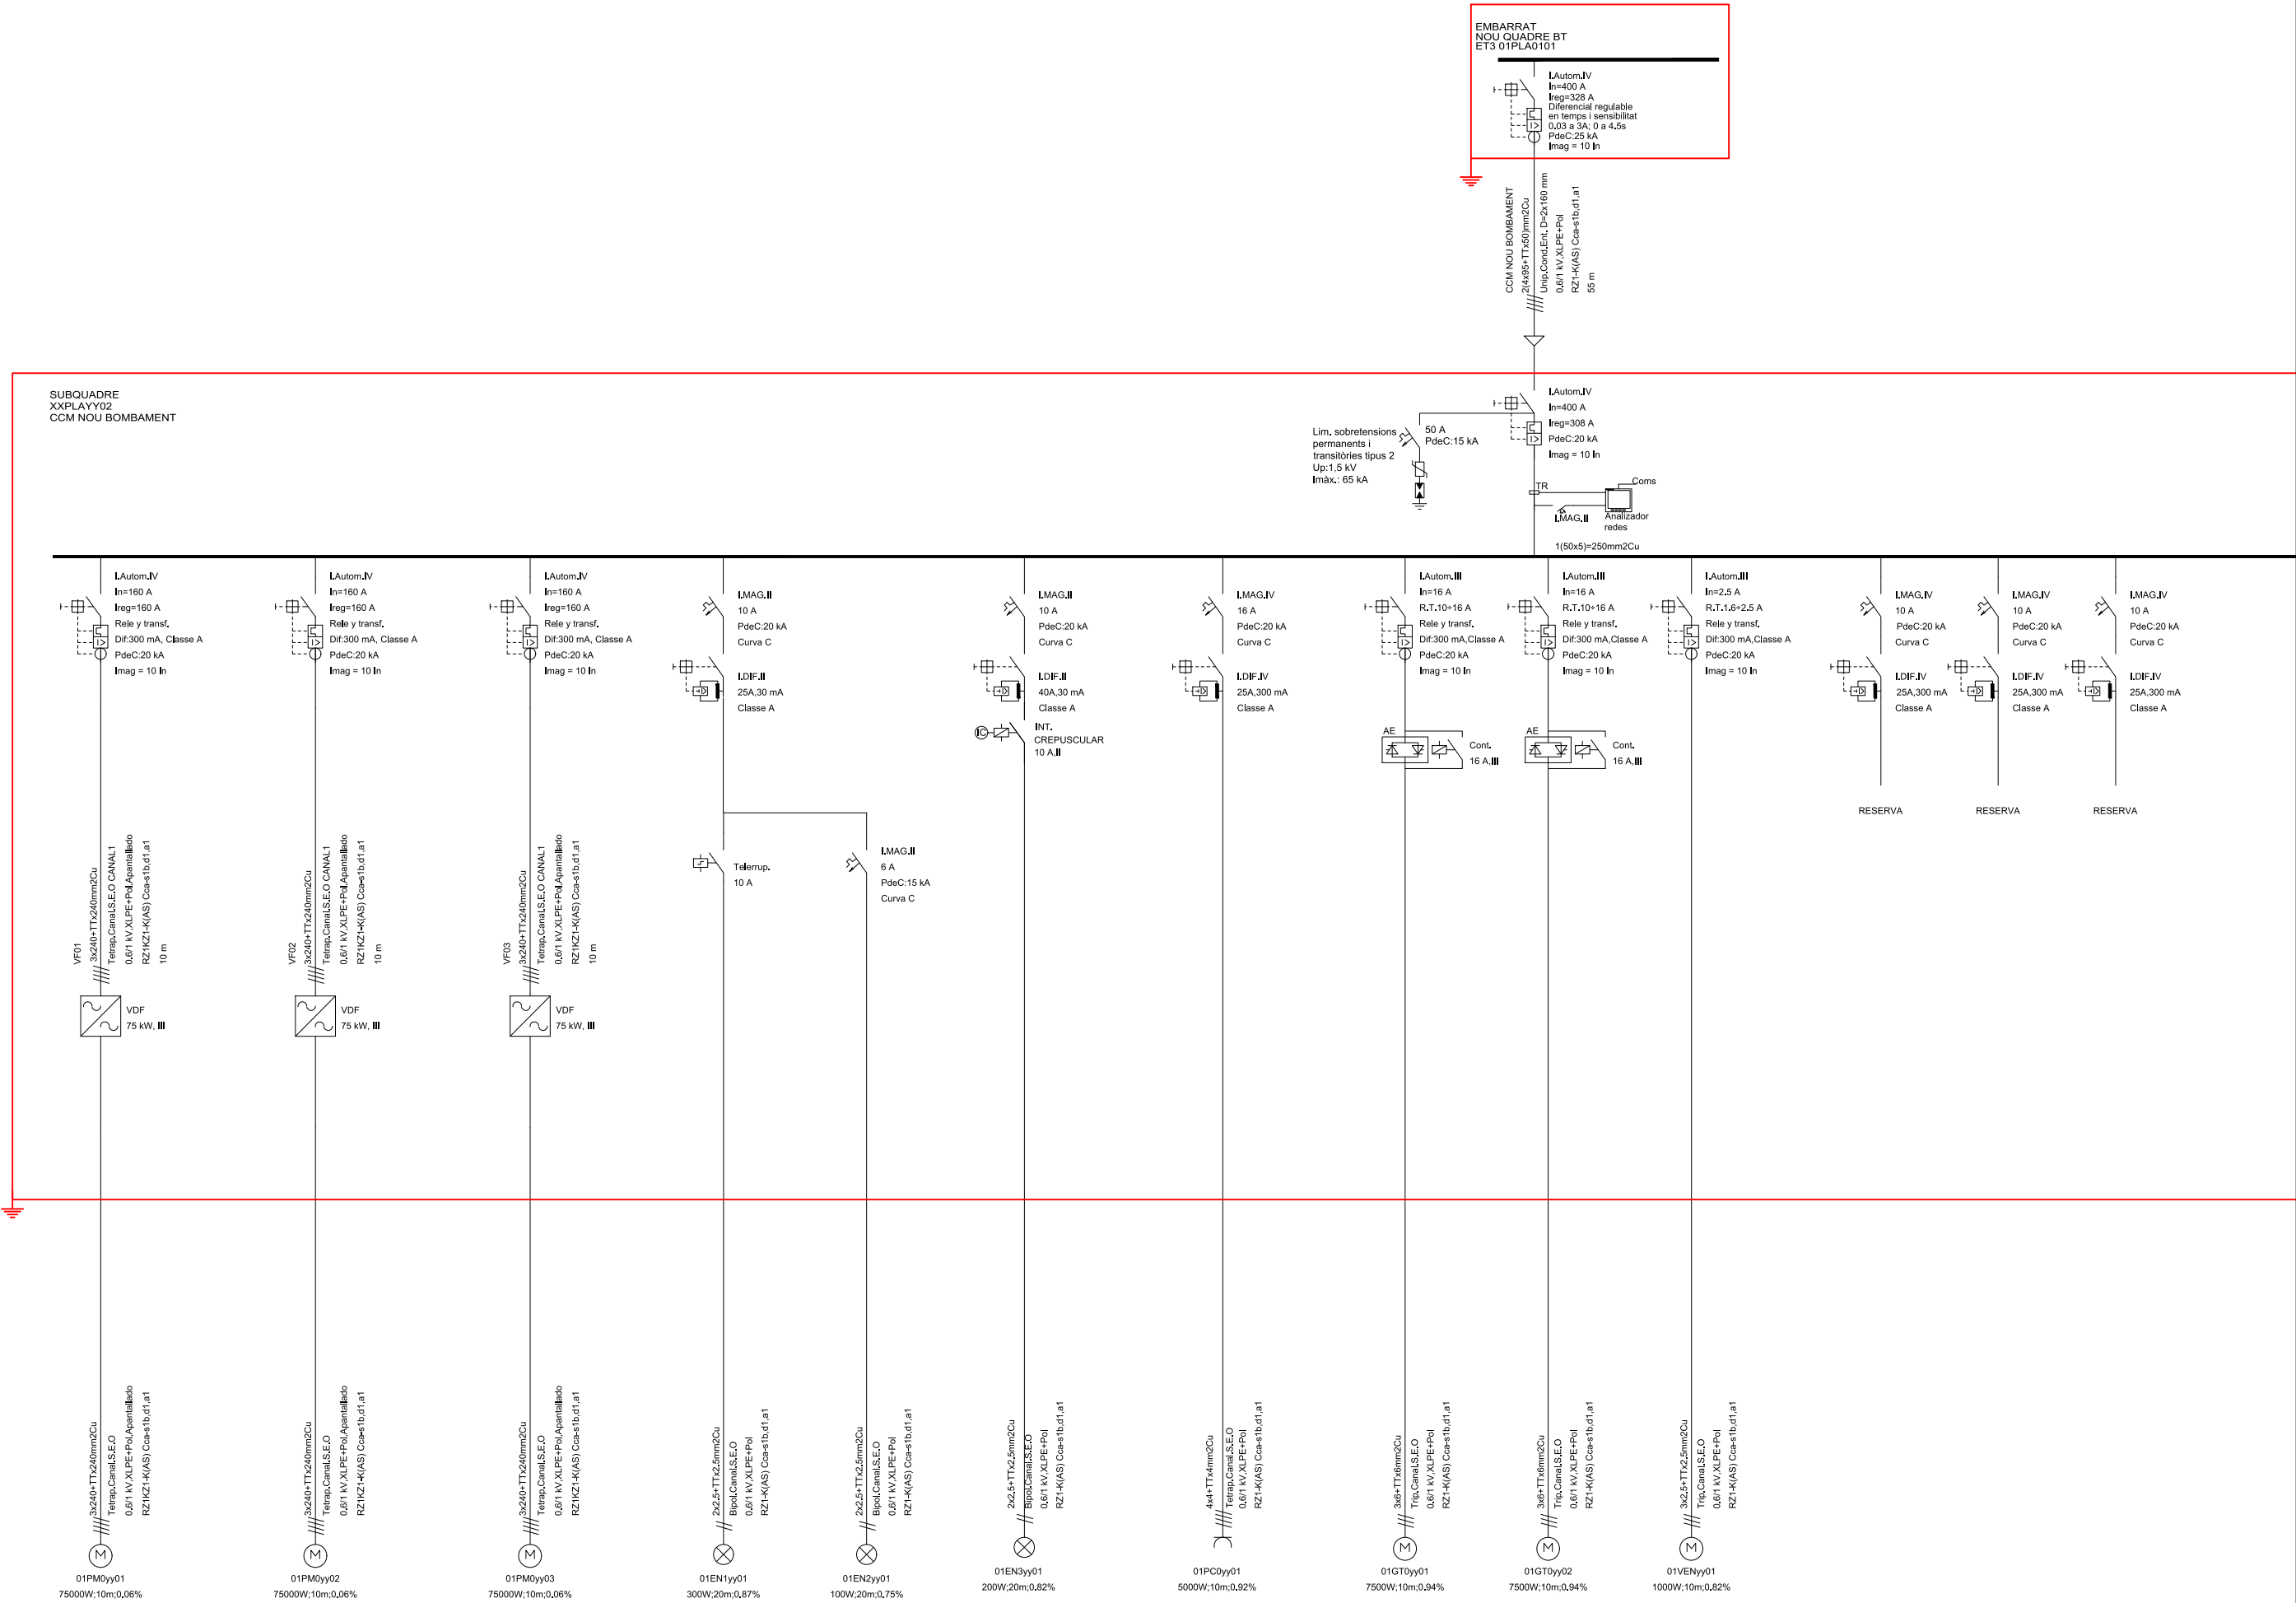 EMBARRAT
NOU QUADRE BT
ET3 01PLA0101
I.Autom.IV
In=400 A
Ireg=328 A
Diferencial regulable
en temps i sensibilitat
0.03 a 3A; 0 a 4.5s
PdeC:25 kA
Imag = 10 In
CCM NOU BOMBAMENT
2(4x95+TTx50)mm2Cu
Unip.Cond.Ent. D=2x160 mm
0,6/1 kV,XLPE+Pol
RZ1-K(AS) Cca-s1b,d1,a1
55 m
SUBQUADRE
XXPLAYY02
CCM NOU BOMBAMENT
I.Autom.IV
In=400 A
Ireg=308 A
PdeC:20 kA
Imag = 10 In
Lim. sobretensions
permanents i
transitòries tipus 2
Up:1,5 kV
Imàx.: 65 kA
50 A
PdeC:15 kA
TR
Coms
I.MAG.II
Analizador
redes
1(50x5)=250mm2Cu
I.Autom.IV
In=160 A
Ireg=160 A
Rele y transf.
Dif:300 mA, Classe A
PdeC:20 kA
Imag = 10 In
I.Autom.IV
In=160 A
Ireg=160 A
Rele y transf.
Dif:300 mA, Classe A
PdeC:20 kA
Imag = 10 In
I.Autom.IV
In=160 A
Ireg=160 A
Rele y transf.
Dif:300 mA, Classe A
PdeC:20 kA
Imag = 10 In
I.MAG.II
10 A
PdeC:20 kA
Curva C
I.DIF.II
25A,30 mA
Classe A
I.MAG.II
10 A
PdeC:20 kA
Curva C
I.DIF.II
40A,30 mA
Classe A
IC
INT.
CREPUSCULAR
10 A.II
I.MAG.IV
16 A
PdeC:20 kA
Curva C
I.DIF.IV
25A,300 mA
Classe A
I.Autom.III
In=16 A
R.T.10÷16 A
Rele y transf.
Dif:300 mA,Classe A
PdeC:20 kA
Imag = 10 In
AE
Cont.
16 A,III
I.Autom.III
In=16 A
R.T.10÷16 A
Rele y transf.
Dif:300 mA,Classe A
PdeC:20 kA
Imag = 10 In
AE
Cont.
16 A,III
I.Autom.III
In=2.5 A
R.T.1.6÷2.5 A
Rele y transf.
Dif:300 mA,Classe A
PdeC:20 kA
Imag = 10 In
I.MAG.IV
10 A
PdeC:20 kA
Curva C
I.DIF.IV
25A,300 mA
Classe A
RESERVA
I.MAG.IV
10 A
PdeC:20 kA
Curva C
I.DIF.IV
25A,300 mA
Classe A
RESERVA
I.MAG.IV
10 A
PdeC:20 kA
Curva C
I.DIF.IV
25A,300 mA
Classe A
RESERVA
Telerrup.
10 A
I.MAG.II
6 A
PdeC:15 kA
Curva C
VF01
3x240+TTx240mm2Cu
Tetrap.Canal.S.E.O CANAL1
0,6/1 kV,XLPE+Pol,Apantallado
RZ1KZ1-K(AS) Cca-s1b,d1,a1
10 m
VF02
3x240+TTx240mm2Cu
Tetrap.Canal.S.E.O CANAL1
0,6/1 kV,XLPE+Pol,Apantallado
RZ1KZ1-K(AS) Cca-s1b,d1,a1
10 m
VF03
3x240+TTx240mm2Cu
Tetrap.Canal.S.E.O CANAL1
0,6/1 kV,XLPE+Pol,Apantallado
RZ1KZ1-K(AS) Cca-s1b,d1,a1
10 m
VDF
75 kW, III
VDF
75 kW, III
VDF
75 kW, III
3x240+TTx240mm2Cu
Tetrap.Canal.S.E.O
0,6/1 kV,XLPE+Pol,Apantallado
RZ1KZ1-K(AS) Cca-s1b,d1,a1
3x240+TTx240mm2Cu
Tetrap.Canal.S.E.O
0,6/1 kV,XLPE+Pol,Apantallado
RZ1KZ1-K(AS) Cca-s1b,d1,a1
3x240+TTx240mm2Cu
Tetrap.Canal.S.E.O
0,6/1 kV,XLPE+Pol,Apantallado
RZ1KZ1-K(AS) Cca-s1b,d1,a1
2x2.5+TTx2.5mm2Cu
Bipol.Canal.S.E.O
0,6/1 kV,XLPE+Pol
RZ1-K(AS) Cca-s1b,d1,a1
2x2.5+TTx2.5mm2Cu
Bipol.Canal.S.E.O
0,6/1 kV,XLPE+Pol
RZ1-K(AS) Cca-s1b,d1,a1
2x2.5+TTx2.5mm2Cu
Bipol.Canal.S.E.O
0,6/1 kV,XLPE+Pol
RZ1-K(AS) Cca-s1b,d1,a1
4x4+TTx4mm2Cu
Tetrap.Canal.S.E.O
0,6/1 kV,XLPE+Pol
RZ1-K(AS) Cca-s1b,d1,a1
3x6+TTx6mm2Cu
Trip.Canal.S.E.O
0,6/1 kV,XLPE+Pol
RZ1-K(AS) Cca-s1b,d1,a1
3x6+TTx6mm2Cu
Trip.Canal.S.E.O
0,6/1 kV,XLPE+Pol
RZ1-K(AS) Cca-s1b,d1,a1
3x2.5+TTx2.5mm2Cu
Trip.Canal.S.E.O
0,6/1 kV,XLPE+Pol
RZ1-K(AS) Cca-s1b,d1,a1
M
01PM0yy01
75000W;10m;0.06%
M
01PM0yy02
75000W;10m;0.06%
M
01PM0yy03
75000W;10m;0.06%
01EN1yy01
300W;20m;0.87%
01EN2yy01
100W;20m;0.75%
01EN3yy01
200W;20m;0.82%
01PC0yy01
5000W;10m;0.92%
M
01GT0yy01
7500W;10m;0.94%
M
01GT0yy02
7500W;10m;0.94%
M
01VENyy01
1000W;10m;0.82%